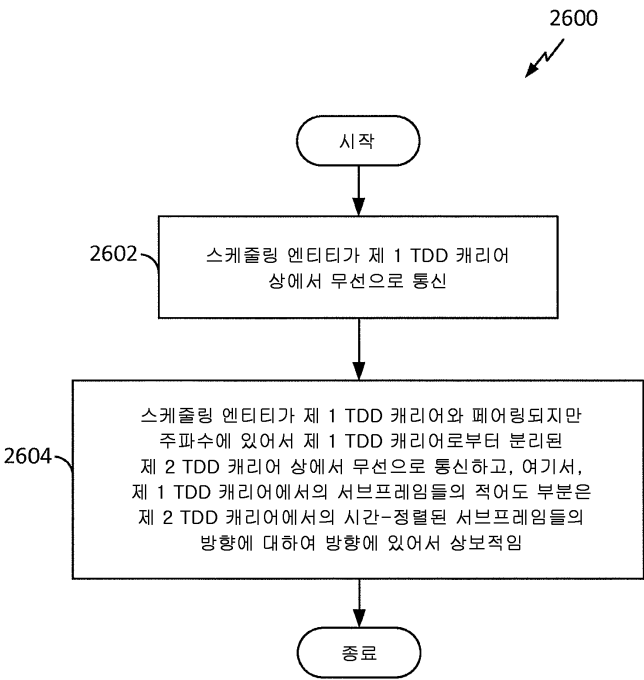 2600
시작
2602
스케줄링 엔티티가 제 1 TDD 캐리어
상에서 무선으로 통신
2604
스케줄링 엔티티가 제 1 TDD 캐리어와 페어링되지만
주파수에 있어서 제 1 TDD 캐리어로부터 분리된
제 2 TDD 캐리어 상에서 무선으로 통신하고, 여기서,
제 1 TDD 캐리어에서의 서브프레임들의 적어도 부분은
제 2 TDD 캐리어에서의 시간-정렬된 서브프레임들의
방향에 대하여 방향에 있어서 상보적임
종료